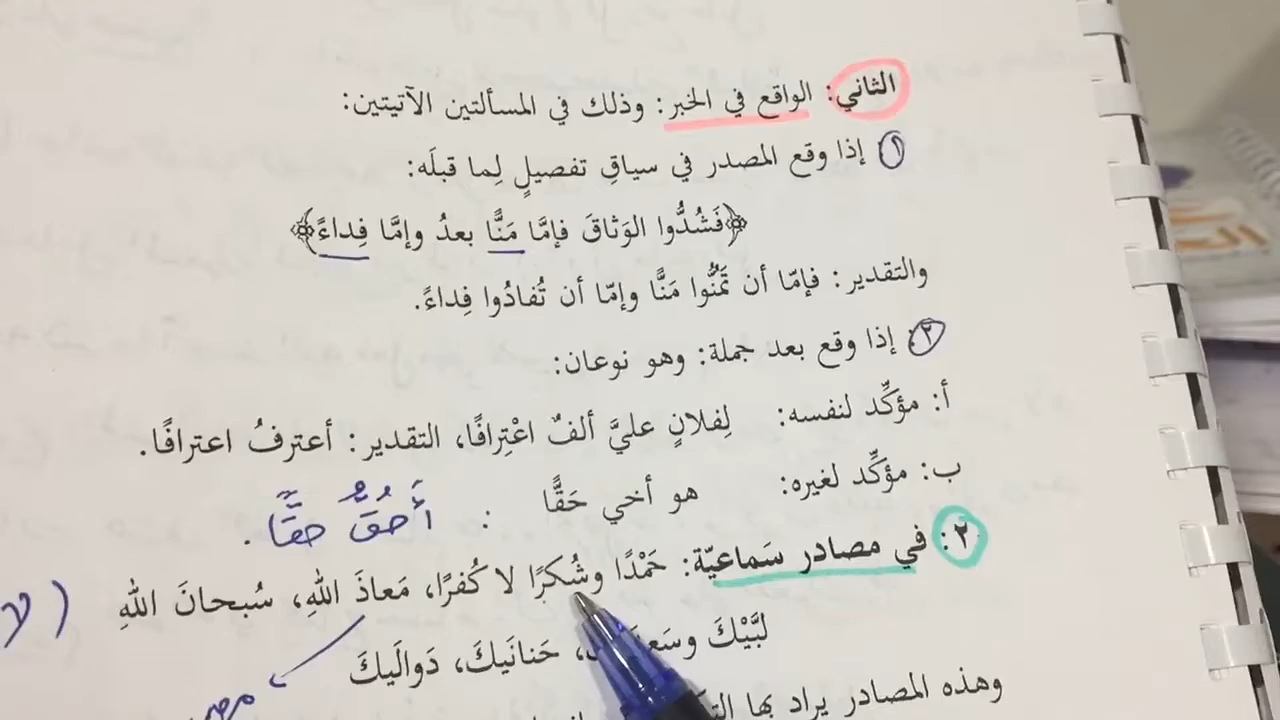 الثاني: الواقع في الخبر: وذلك في المسألتين الآتيتين:
١ إذا وقع المصدر في سياقِ تفصيلٍ لِما قبلَه:
﴿فَشُدُّوا الوَثاقَ فإمَّا مَنًّا بعدُ وإمَّا فِداءً﴾
والتقدير: فإمّا أن تَمُنُّوا مَنًّا وإمّا أن تُفادُوا فِداءً.
٢: إذا وقع بعد جملة: وهو نوعان:
أ: مؤكِّد لنفسه: لِفلانٍ عليَّ ألفٌ اعْتِرافًا، التقدير: أعترفُ اعترافًا.
ب: مؤكِّد لغيره: هو أخي حَقًّا : أَحُقُّ حقًّا .
٢: في مصادر سَماعيّة: حَمْدًا وشُكرًا لا كُفرًا، مَعاذَ اللهِ، سُبحانَ اللهِ (
لبَّيْكَ حَنانَيكَ، دَوالَيكَ
وهذه المصادر يراد بها